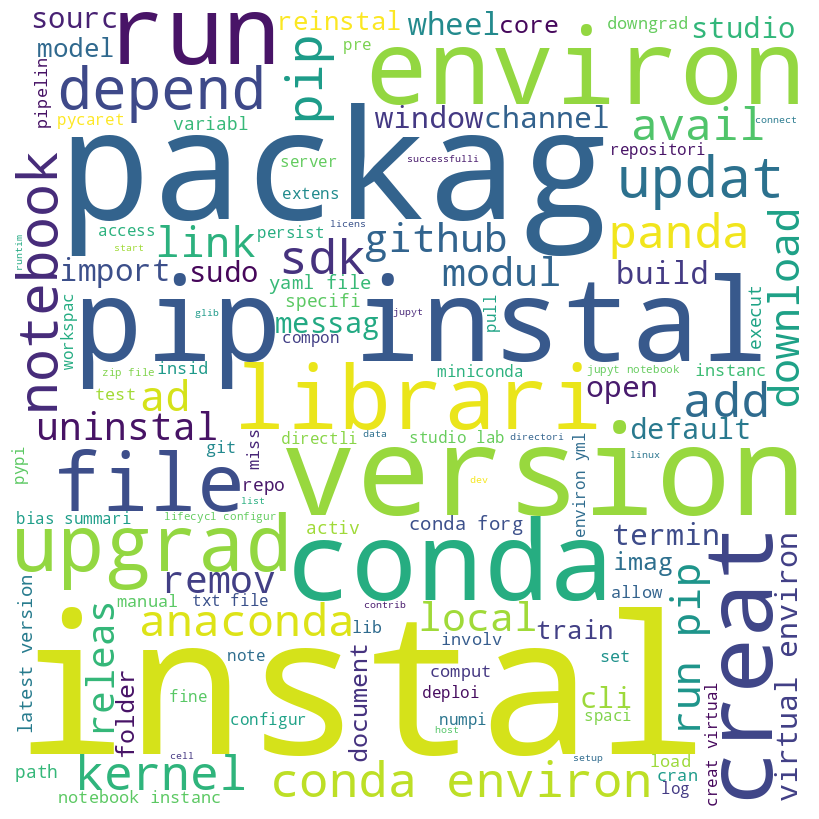 sourc
run
reinstal
wheel
core
downgrad
studio
model
pre
environ
pipelin
depend
pip
pycaret
variabl
window
channel
avail
connect
packag
server
successfulli
repositori
updat
extens
notebook
access
persist
licens
github
panda
download
start
link
sdk
runtim
import
sudo
yaml file
modul
build
specifi
workspac
pip instal
glib
messag
jupyt
pull
execut
compon
zip file
insid
librari
miniconda
jupyt notebook
instanc
test
ad
open
add
uninstal
miss
directli
data
studio lab
directori
default
git
version
environ yml
linux
pypi
file
repo
dev
list
bias summari
lifecycl configur
activ
conda forg
termin
creat
upgrad
conda
imag
virtual environ
remov
run pip
allow
latest version
manual
txt file
contrib
releas
anaconda
lib
local
involv
train
instal
folder
note
document
comput
set
fine
deploi
cli
configur
numpi
spaci
host
creat virtual
cell
setup
load
path
kernel
conda environ
cran
notebook instanc
log